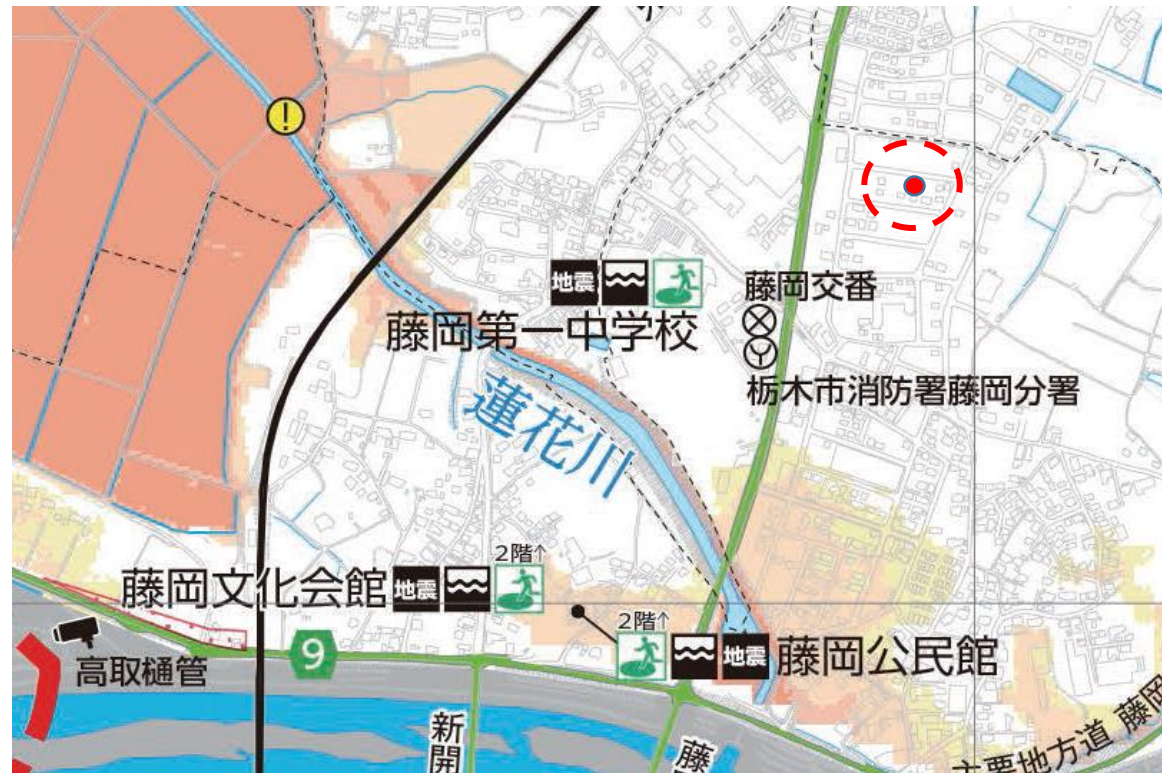 !
地震
藤岡第一中学校
藤岡交番
栃木市消防署藤岡分署
蓮花川
2階↑
藤岡文化会館 地震
2階↑
地震 藤岡公民館
9
高取樋管
新開
藤
主要地方道 藤岡